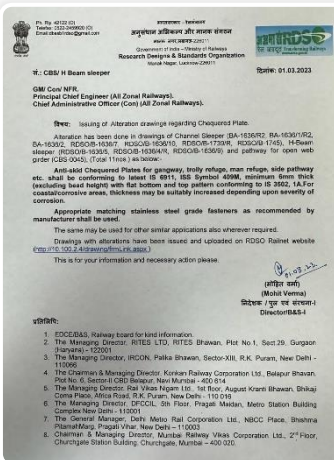 Ph. No. 42122 (O)
भारतसरकार - रेलमंत्रालय
अनुसंधान अभिकल्प और मानक संगठन
Government of India – Ministry of Railways
Research Designs & Standards Organization
Manak Nagar, Lucknow-226011
RDSO
सं.: CBS/ H Beam sleeper
दिनांक: 01.03.2023
GM/ Con/ NFR.
Principal Chief Engineer (All Zonal Railways).
Chief Administrative Officer (Con) (All Zonal Railways).
विषय: Issuing of Alteration drawings regarding Chequered Plate.
Alteration has been done in drawings of Channel Sleeper (BA-1636/R2, BA-1636/1/R2,
BA-1636/2, RDSO/B-1636/7, RDSO/B-1636/10, RDSO/B-1739/R, RDSO/B-1745), H-Beam
sleeper (RDSO/B-1636/5, RDSO/B-1636/4/R, RDSO/B-1636/9) and pathway for open web
girder (CBS-0045), (Total 11nos ) as below:-
Anti-skid Chequered Plates for gangway, trolly refuge, man refuge, side pathway
etc. shall be conforming to latest IS 6911, ISS Symbol 409M, minimum 6mm thick
(excluding bead height) with flat bottom and top pattern conforming to IS 3502, 1A.For
coastal/corrosive areas, thickness may be suitably increased depending upon severity of
corrosion.
Appropriate matching stainless steel grade fasteners as recommended by
manufacturer shall be used.
The same may be used for other similar applications also wherever required.
Drawings with alterations have been issued and uploaded on RDSO Railnet website
This is for your information and necessary action please.
01.03.23
(मोहित वर्मा)
(Mohit Verma)
निदेशक / पुल एवं संरचना-I
Director/B&S-I
प्रतिलिपि:
1. EDCE/B&S, Railway board for kind information.
2. The Managing Director, RITES LTD, RITES Bhawan, Plot No.1, Sect.29, Gurgaon
(Haryana) - 122001
3. The Managing Director, IRCON, Palika Bhawan, Sector-XIII, R.K. Puram, New Delhi -
110066
4. The Chairman & Managing Director, Konkan Railway Corporation Ltd., Belapur Bhavan,
Plot No. 6, Sector-II CBD Belapur, Navi Mumbai - 400 614
5. The Managing Director, Rail Vikas Nigam Ltd., 1st floor, August Kranti Bhawan, Bhikaji
Coma Place, Africa Road, R.K. Puram, New Delhi - 110 016
6. The Managing Director, DFCCIL, 5th Floor, Pragati Maidan, Metro Station Building
Complex New Delhi – 110001
7. The General Manager, Delhi Metro Rail Corporation Ltd., NBCC Place, Bhishma
PitamahMarg, Pragati Vihar, New Delhi – 110003
8. Chairman & Managing Director, Mumbai Railway Vikas Corporation Ltd., 2nd Floor,
Churchgate Station Building, Churchgate, Mumbai – 400 020.